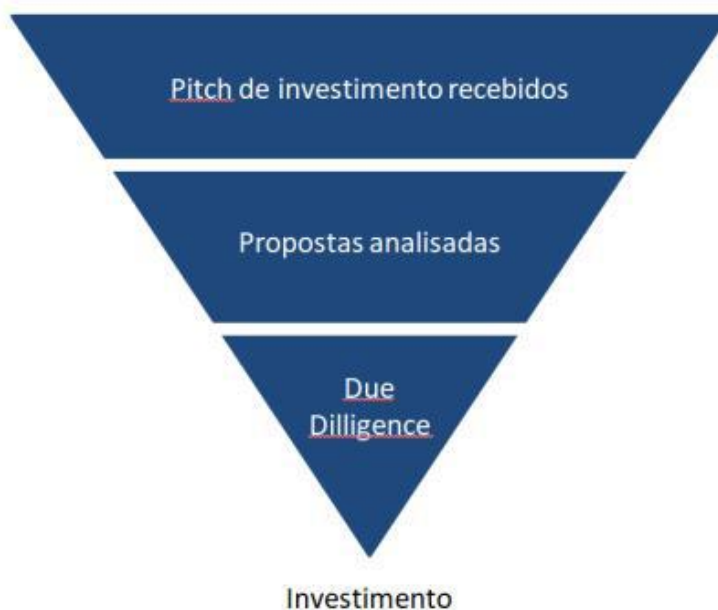 Pitch de investimento recebidos
Propostas analisadas
Due
Dilligence
Investimento